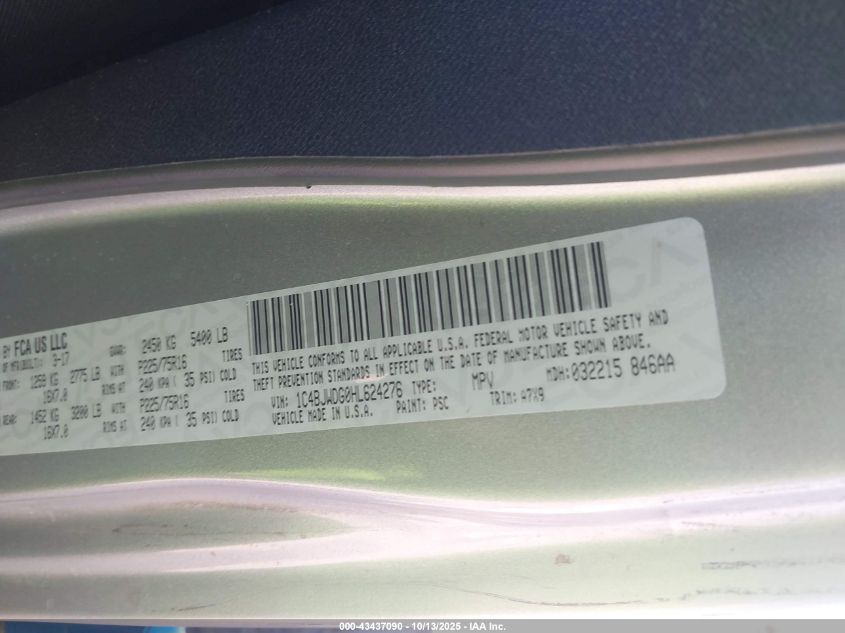 BY FCA US LLC
OF MFR(BUILT): 3-17 GVWR: 2450 KG 5400 LB
FRONT: 1259 KG 2775 LB WITH P225/75R16 TIRES
16X7.0 RIMS AT 240 KPA ( 35 PSI) COLD
REAR: 1452 KG 3200 LB WITH P225/75R16 TIRES
16X7.0 RIMS AT 240 KPA ( 35 PSI) COLD
THIS VEHICLE CONFORMS TO ALL APPLICABLE U.S.A. FEDERAL MOTOR VEHICLE SAFETY AND
THEFT PREVENTION STANDARDS IN EFFECT ON THE DATE OF MANUFACTURE SHOWN ABOVE.
VIN: 1C4BJWDG0HL624276 TYPE: MPV MDH: 032215 846AA
VEHICLE MADE IN U.S.A. PAINT: PSC TRIM: A7X9
000-43437090 - 10/13/2025 - IAA Inc.